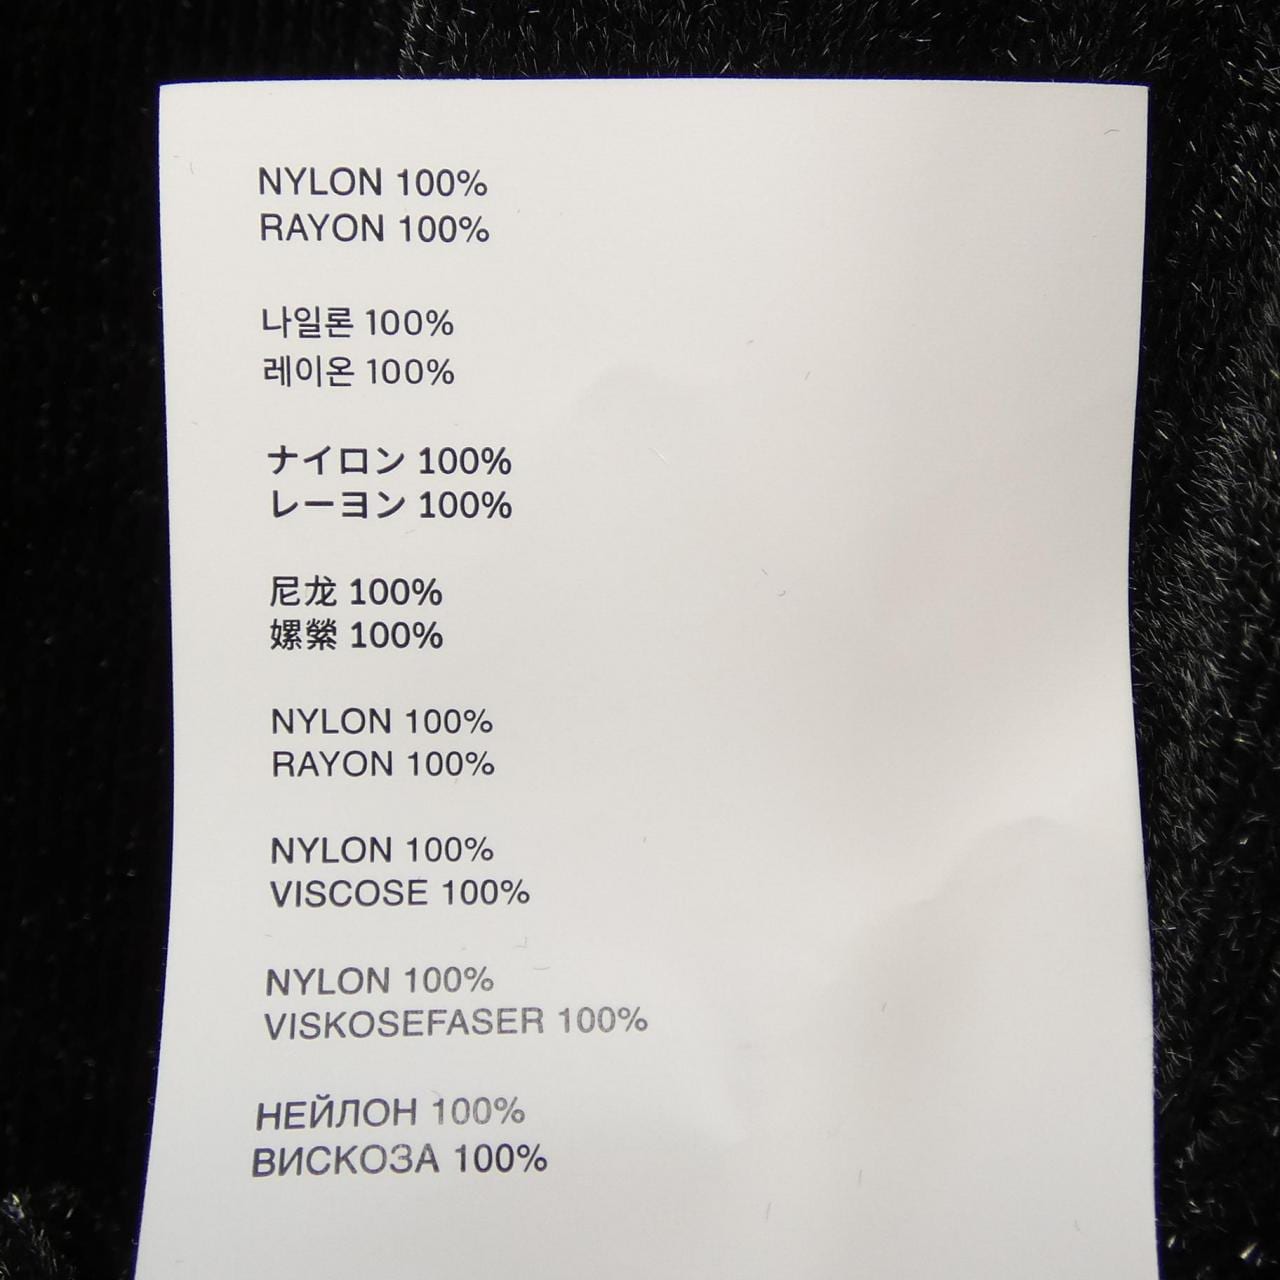 NYLON 100%
RAYON 100%
나일론 100%
레이온 100%
ナイロン 100%
レーヨン 100%
尼龙 100%
嫘縈 100%
NYLON 100%
RAYON 100%
NYLON 100%
VISCOSE 100%
NYLON 100%
VISKOSEFASER 100%
НЕЙЛОН 100%
ВИСКОЗА 100%